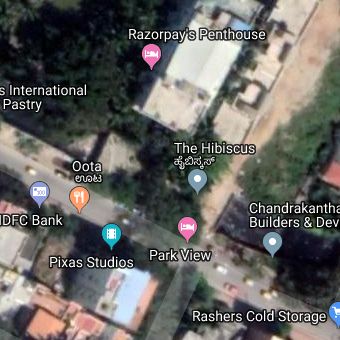 Razorpay's Penthouse
s International
Pastry
The Hibiscus
ಹೈಬಿಸ್ಕಸ್
Oota
ಊಟ
HDFC Bank
Chandrakantha
Builders & Dev
Pixas Studios
Park View
Rashers Cold Storage